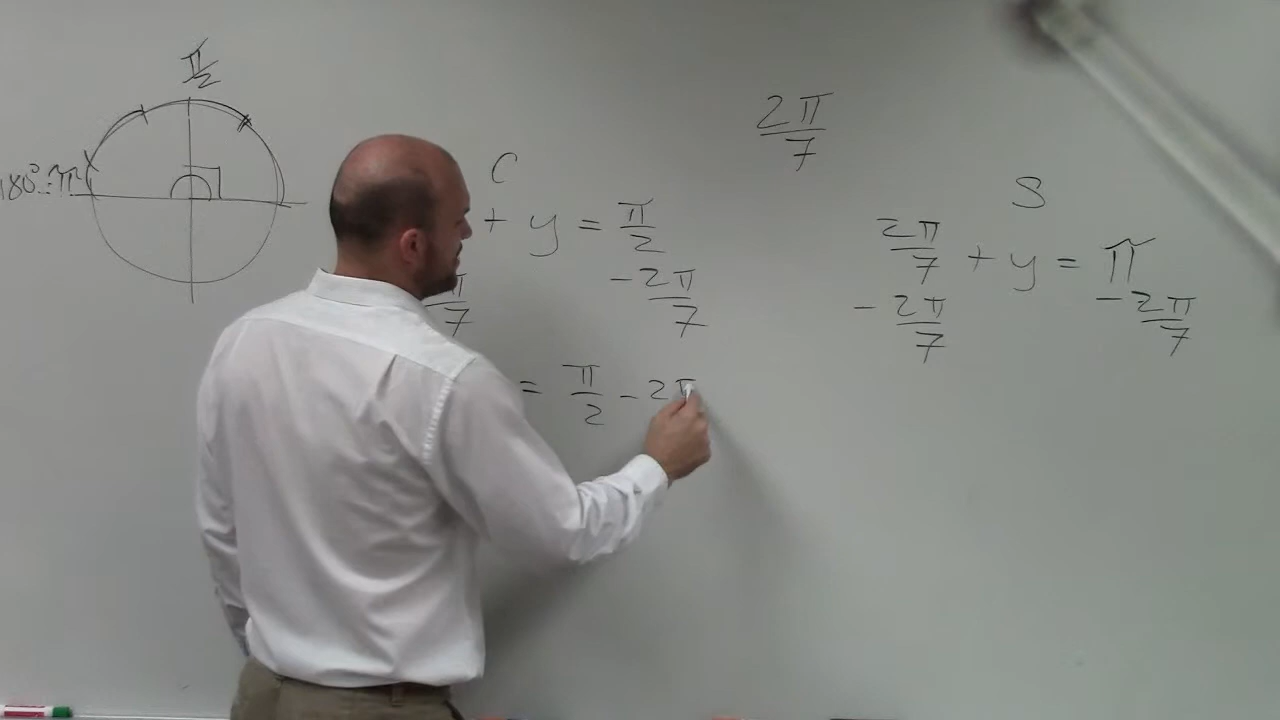 π/2
180° = π
2π/7
C
+ y = π/2
π/7
-2π/7
= π/2 - 2π
S
2π/7 + y = π
-2π/7 -2π/7